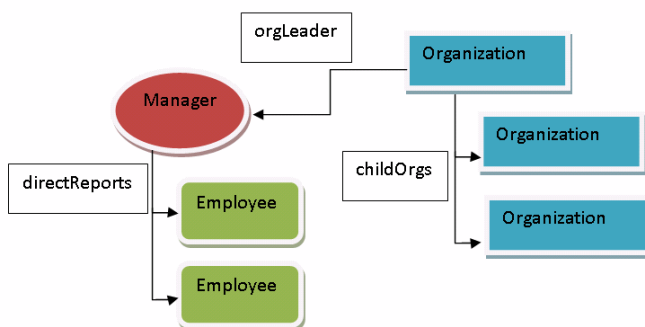 orgLeader
Organization
Manager
Organization
directReports
childOrgs
Employee
Organization
Employee